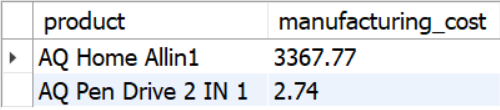 product manufacturing_cost
AQ Home Allin1 3367.77
AQ Pen Drive 2 IN 1 2.74